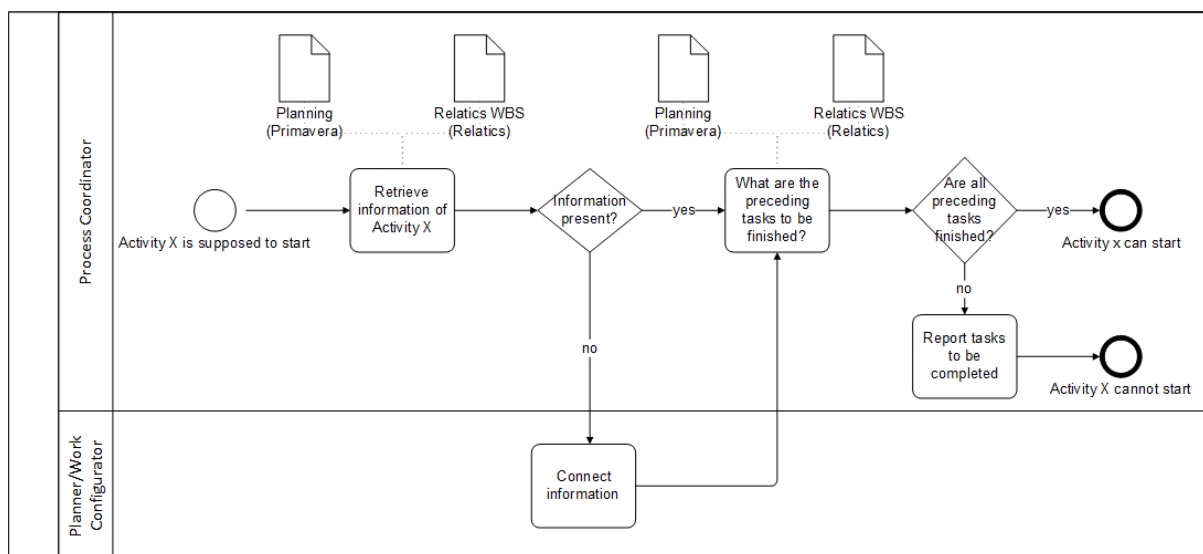 Process Coordinator
Planning
(Primavera)
Relatics WBS
(Relatics)
Planning
(Primavera)
Relatics WBS
(Relatics)
Activity X is supposed to start
Retrieve
information of
Activity X
Information
present?
yes
What are the
preceding
tasks to be
finished?
Are all
preceding
tasks
finished?
yes
Activity x can start
no
no
Report tasks
to be
completed
Activity X cannot start
Planner/Work
Configurator
Connect
information